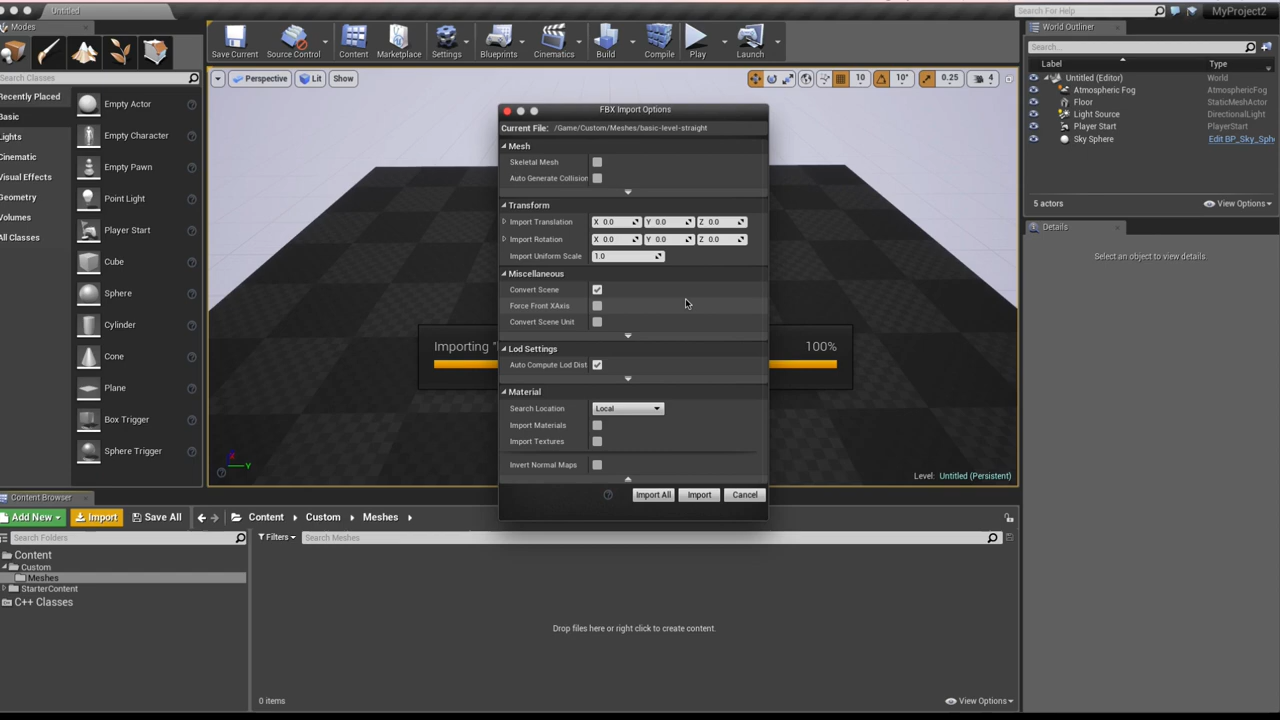 Untitled
Search For Help
MyProject2
Modes
Save Current
Source Control
Content
Marketplace
Settings
Blueprints
Cinematics
Build
Compile
Play
Launch
World Outliner
Search...
Label
Type
Untitled (Editor)
World
Atmospheric Fog
AtmosphericFog
Floor
StaticMeshActor
Light Source
DirectionalLight
Player Start
PlayerStart
Sky Sphere
Edit BP_Sky_Sph
5 actors
View Options
Details
Select an object to view details.
Search Classes
Recently Placed
Basic
Lights
Cinematic
Visual Effects
Geometry
Volumes
All Classes
Empty Actor
Empty Character
Empty Pawn
Point Light
Player Start
Cube
Sphere
Cylinder
Cone
Plane
Box Trigger
Sphere Trigger
Perspective
Lit
Show
10
10°
0.25
4
Importing "
100%
X
Y
Level: Untitled (Persistent)
FBX Import Options
Current File: /Game/Custom/Meshes/basic-level-straight
Mesh
Skeletal Mesh
Auto Generate Collision
Transform
Import Translation X 0.0 Y 0.0 Z 0.0
Import Rotation X 0.0 Y 0.0 Z 0.0
Import Uniform Scale 1.0
Miscellaneous
Convert Scene
Force Front XAxis
Convert Scene Unit
Lod Settings
Auto Compute Lod Dist
Material
Search Location Local
Import Materials
Import Textures
Invert Normal Maps
Import All
Import
Cancel
Content Browser
Add New
Import
Save All
Content
Custom
Meshes
Search Folders
Filters
Search Meshes
Content
Custom
Meshes
StarterContent
C++ Classes
Drop files here or right click to create content.
0 items
View Options